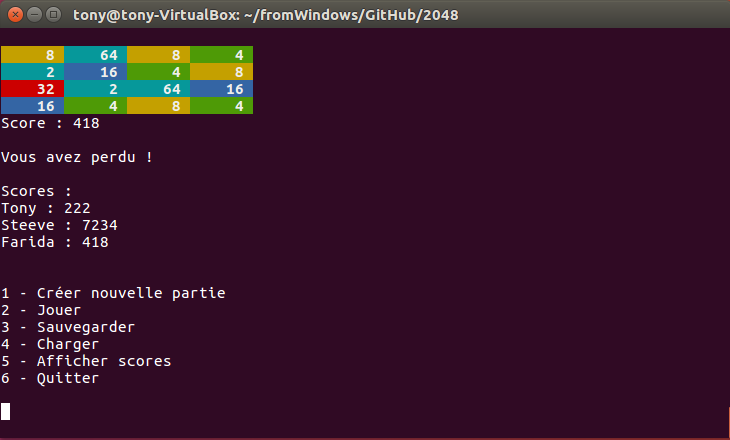 tony@tony-VirtualBox: ~/fromWindows/GitHub/2048
8 64 8 4
2 16 4 8
32 2 64 16
16 4 8 4
Score : 418
Vous avez perdu !
Scores :
Tony : 222
Steeve : 7234
Farida : 418
1 - Créer nouvelle partie
2 - Jouer
3 - Sauvegarder
4 - Charger
5 - Afficher scores
6 - Quitter